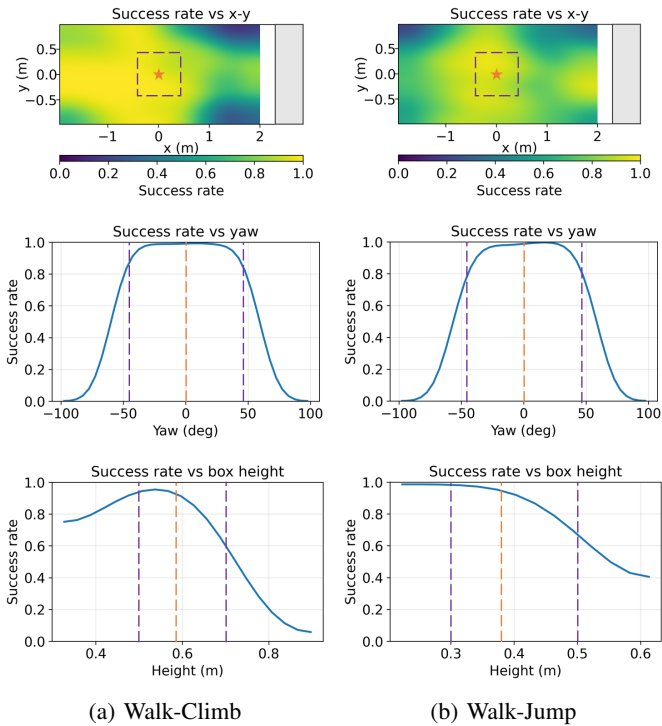 Success rate vs x-y
y (m)
0.5
0.0
−0.5
−1 0 1 2
x (m)
0.0 0.2 0.4 0.6 0.8 1.0
Success rate
Success rate vs x-y
y (m)
0.5
0.0
−0.5
−1 0 1 2
x (m)
0.0 0.2 0.4 0.6 0.8 1.0
Success rate
Success rate vs yaw
Success rate
1.0
0.8
0.6
0.4
0.2
0.0
−100 −50 0 50 100
Yaw (deg)
Success rate vs yaw
Success rate
1.0
0.8
0.6
0.4
0.2
0.0
−100 −50 0 50 100
Yaw (deg)
Success rate vs box height
Success rate
1.0
0.8
0.6
0.4
0.2
0.0
0.4 0.6 0.8
Height (m)
Success rate vs box height
Success rate
1.0
0.8
0.6
0.4
0.2
0.0
0.3 0.4 0.5 0.6
Height (m)
(a) Walk-Climb
(b) Walk-Jump